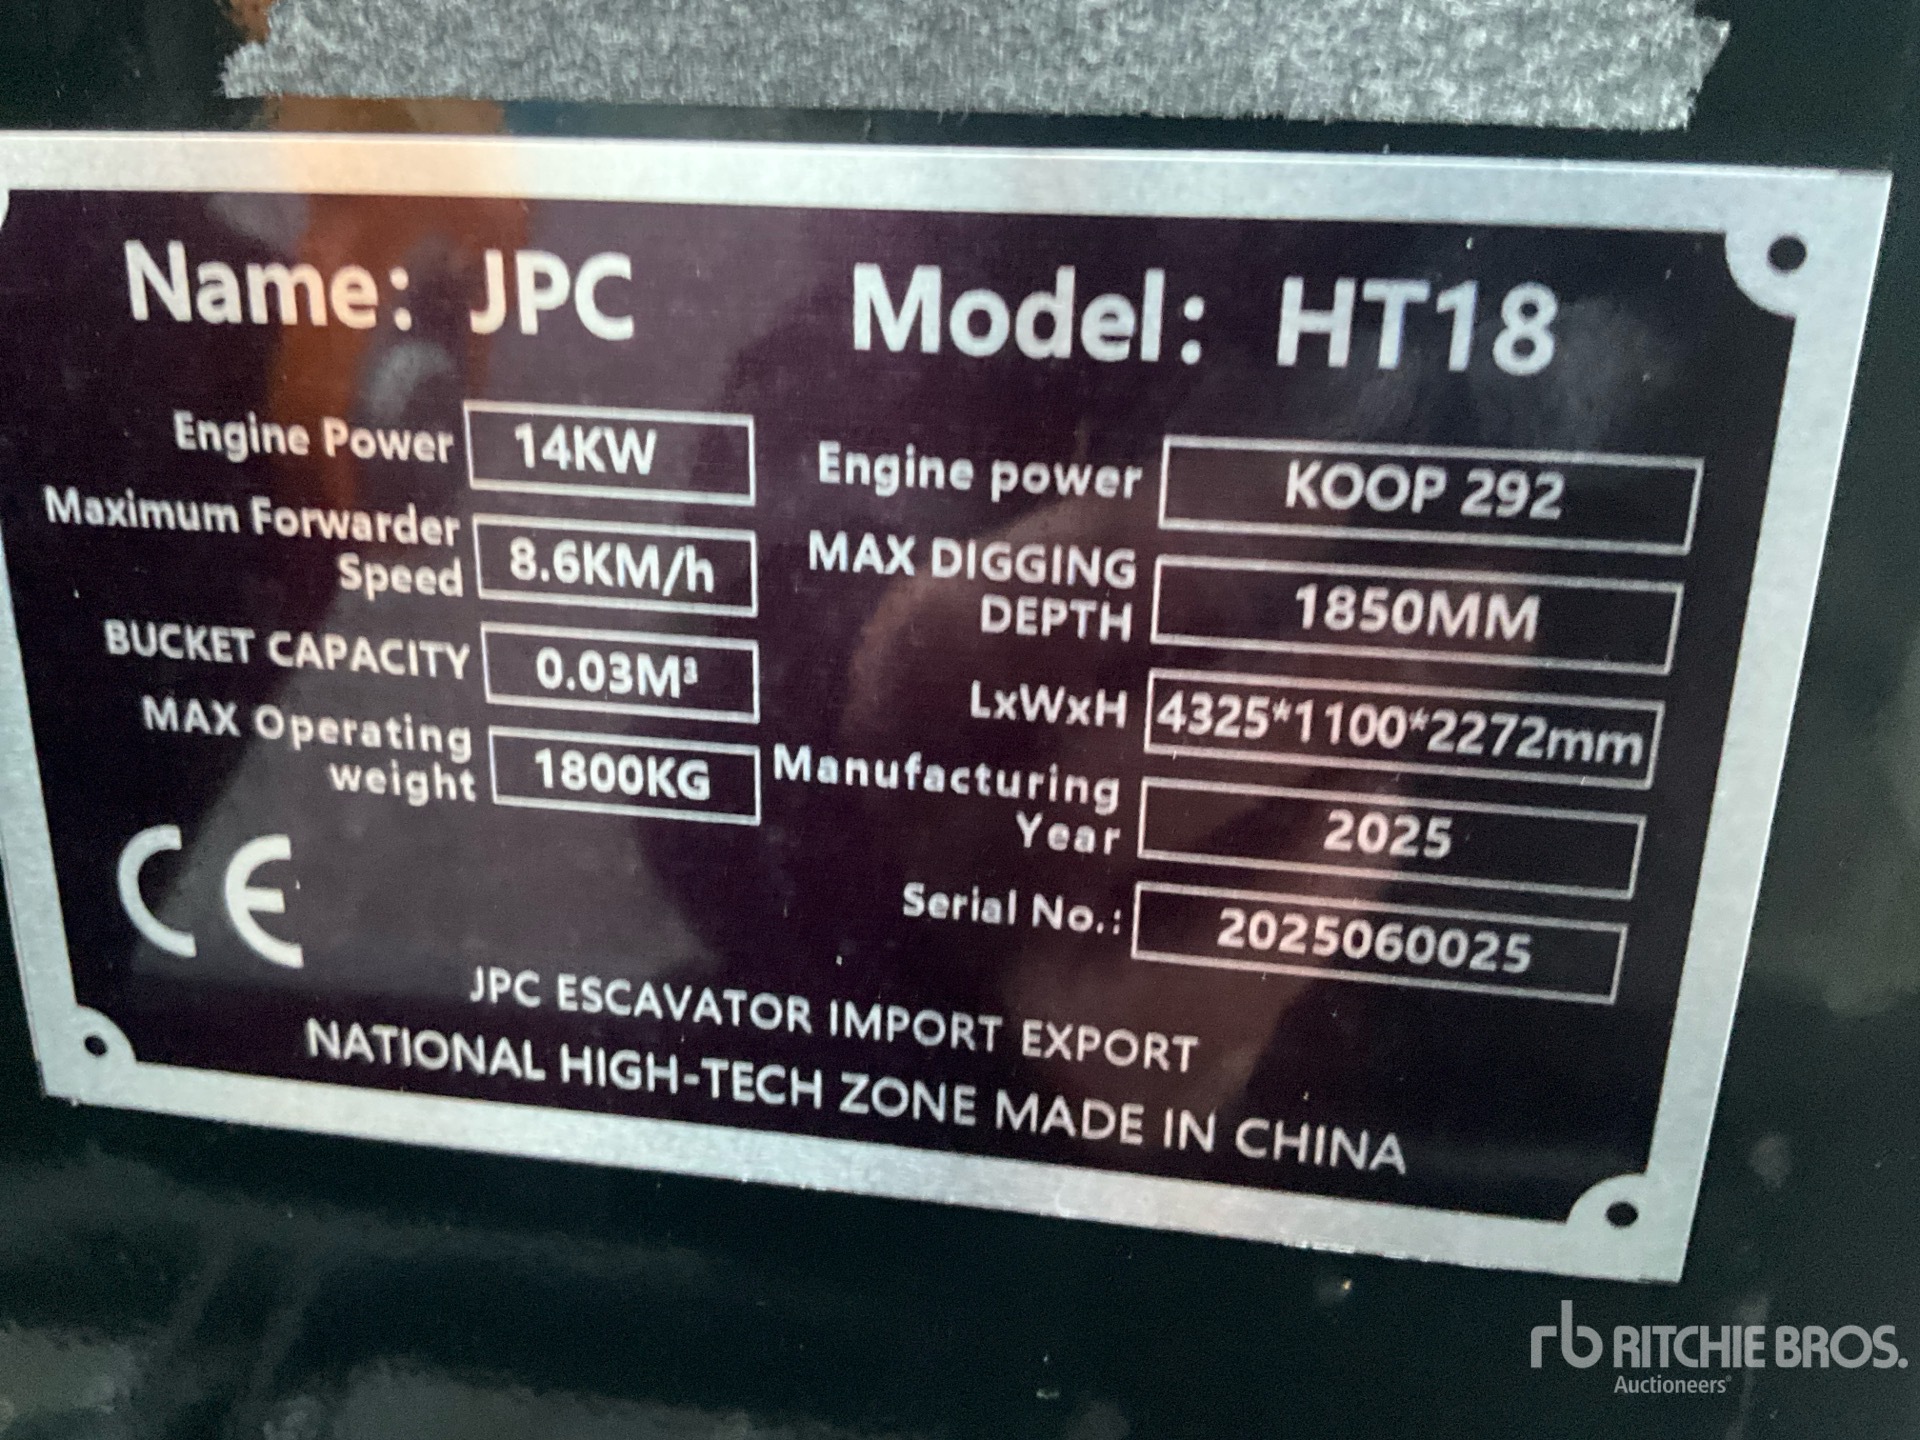 Name: JPC Model: HT18
Engine Power 14KW
Maximum Forwarder
Speed 8.6KM/h
BUCKET CAPACITY 0.03M³
MAX Operating
weight 1800KG
Engine power KOOP 292
MAX DIGGING
DEPTH 1850MM
LxWxH 4325*1100*2272mm
Manufacturing
Year 2025
Serial No.: 2025060025
CE
JPC ESCAVATOR IMPORT EXPORT
NATIONAL HIGH-TECH ZONE MADE IN CHINA
rb RITCHIE BROS.
Auctioneers